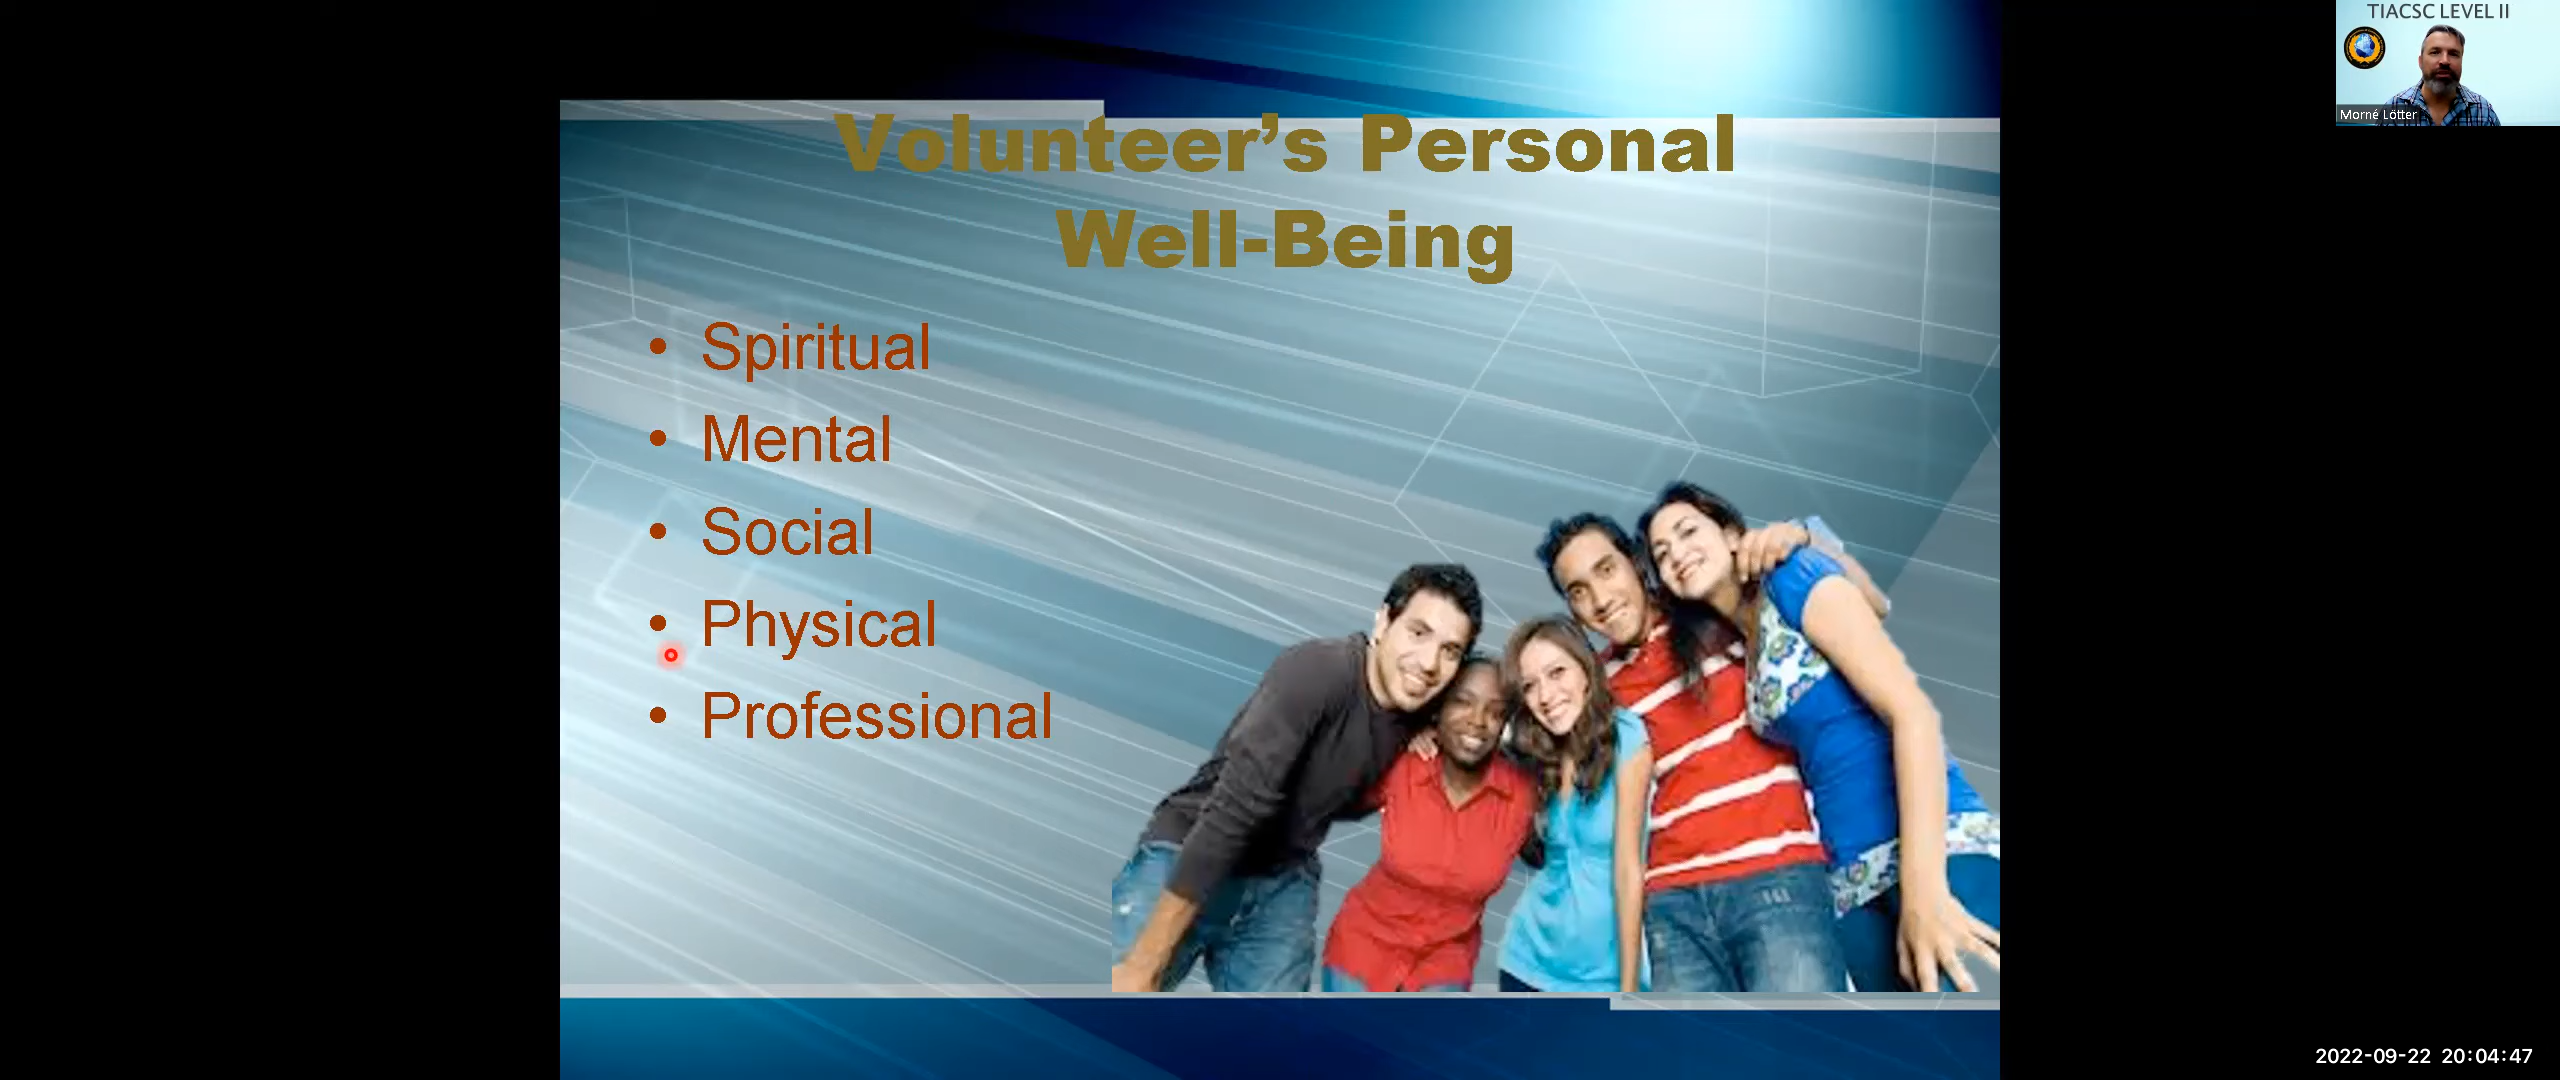 TIACSC LEVEL II
Morné Lötter
Volunteer’s Personal
Well-Being
• Spiritual
• Mental
• Social
• Physical
• Professional
2022-09-22 20:04:47